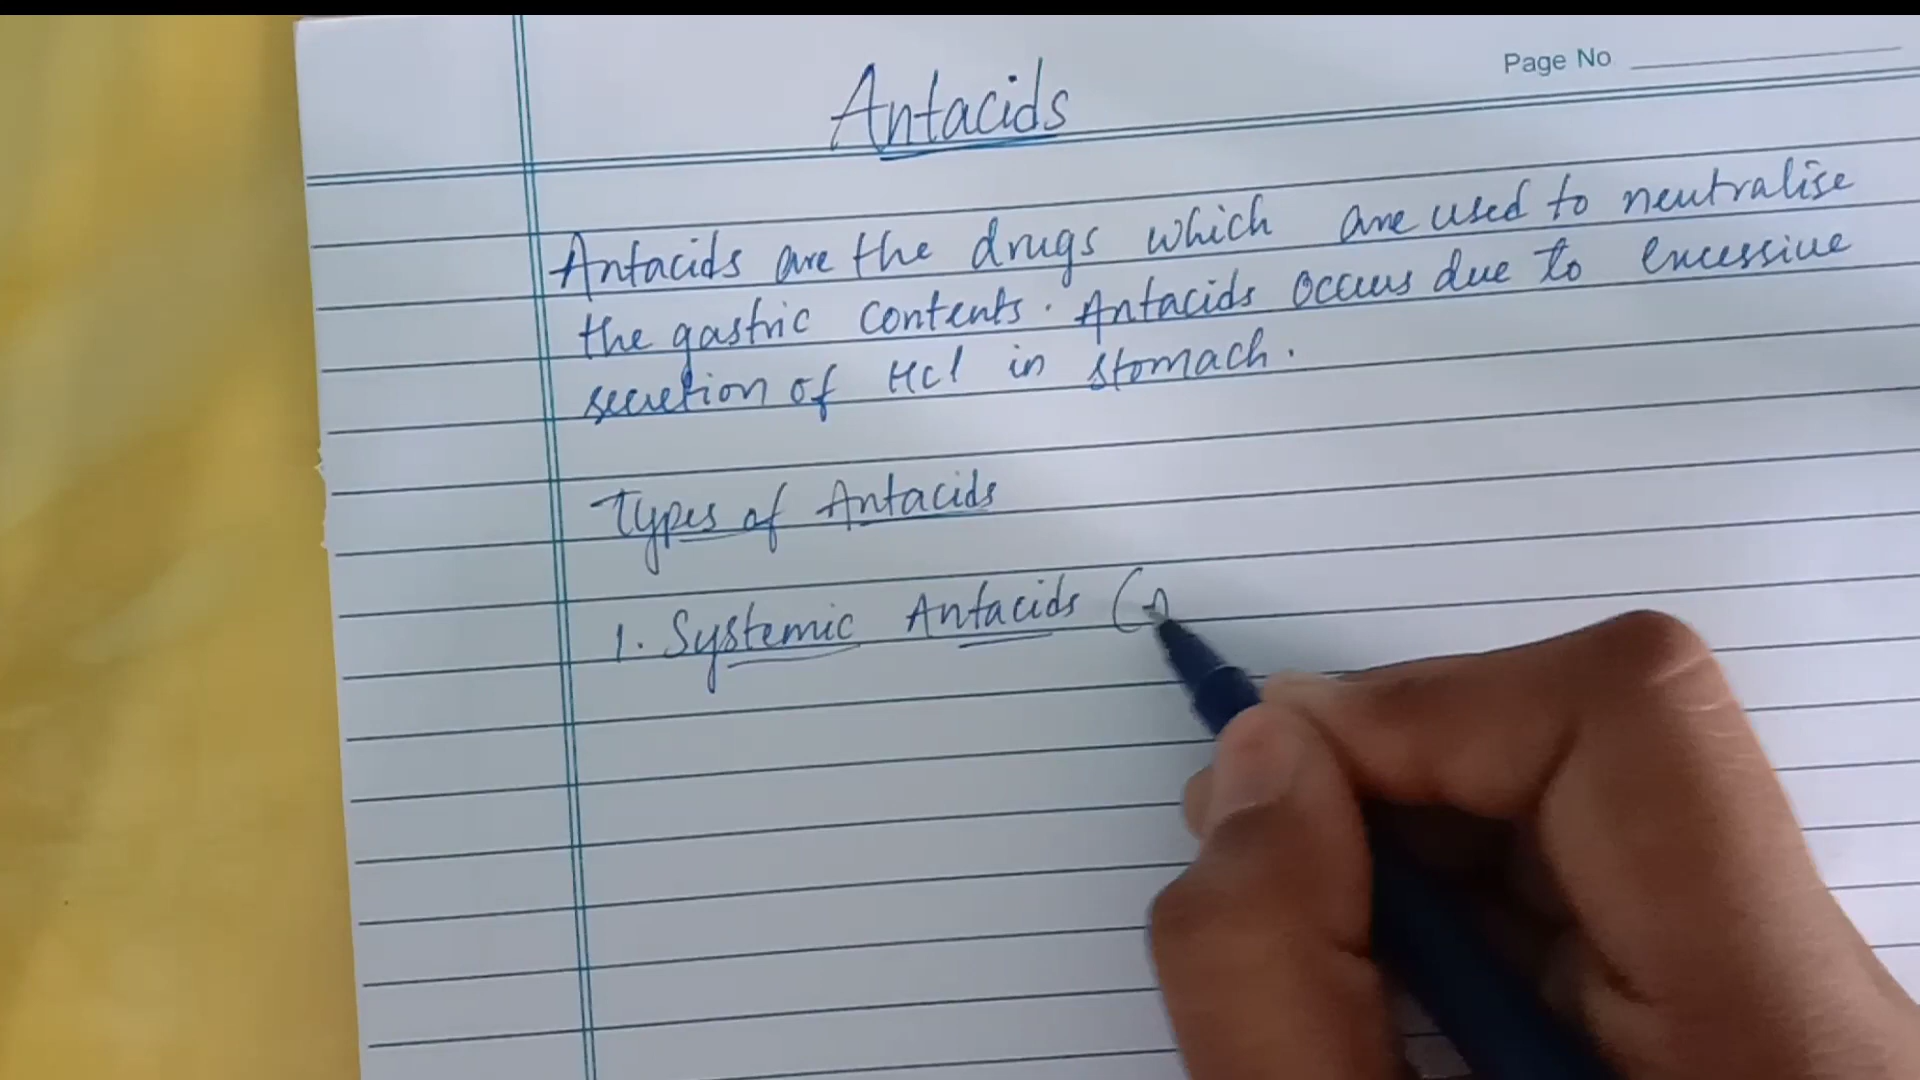 Page No
Antacids
Antacids are the drugs which are used to neutralise
the gastric contents. Antacids occurs due to excessive
secretion of HCl in stomach.
Types of Antacids
1. Systemic Antacids (